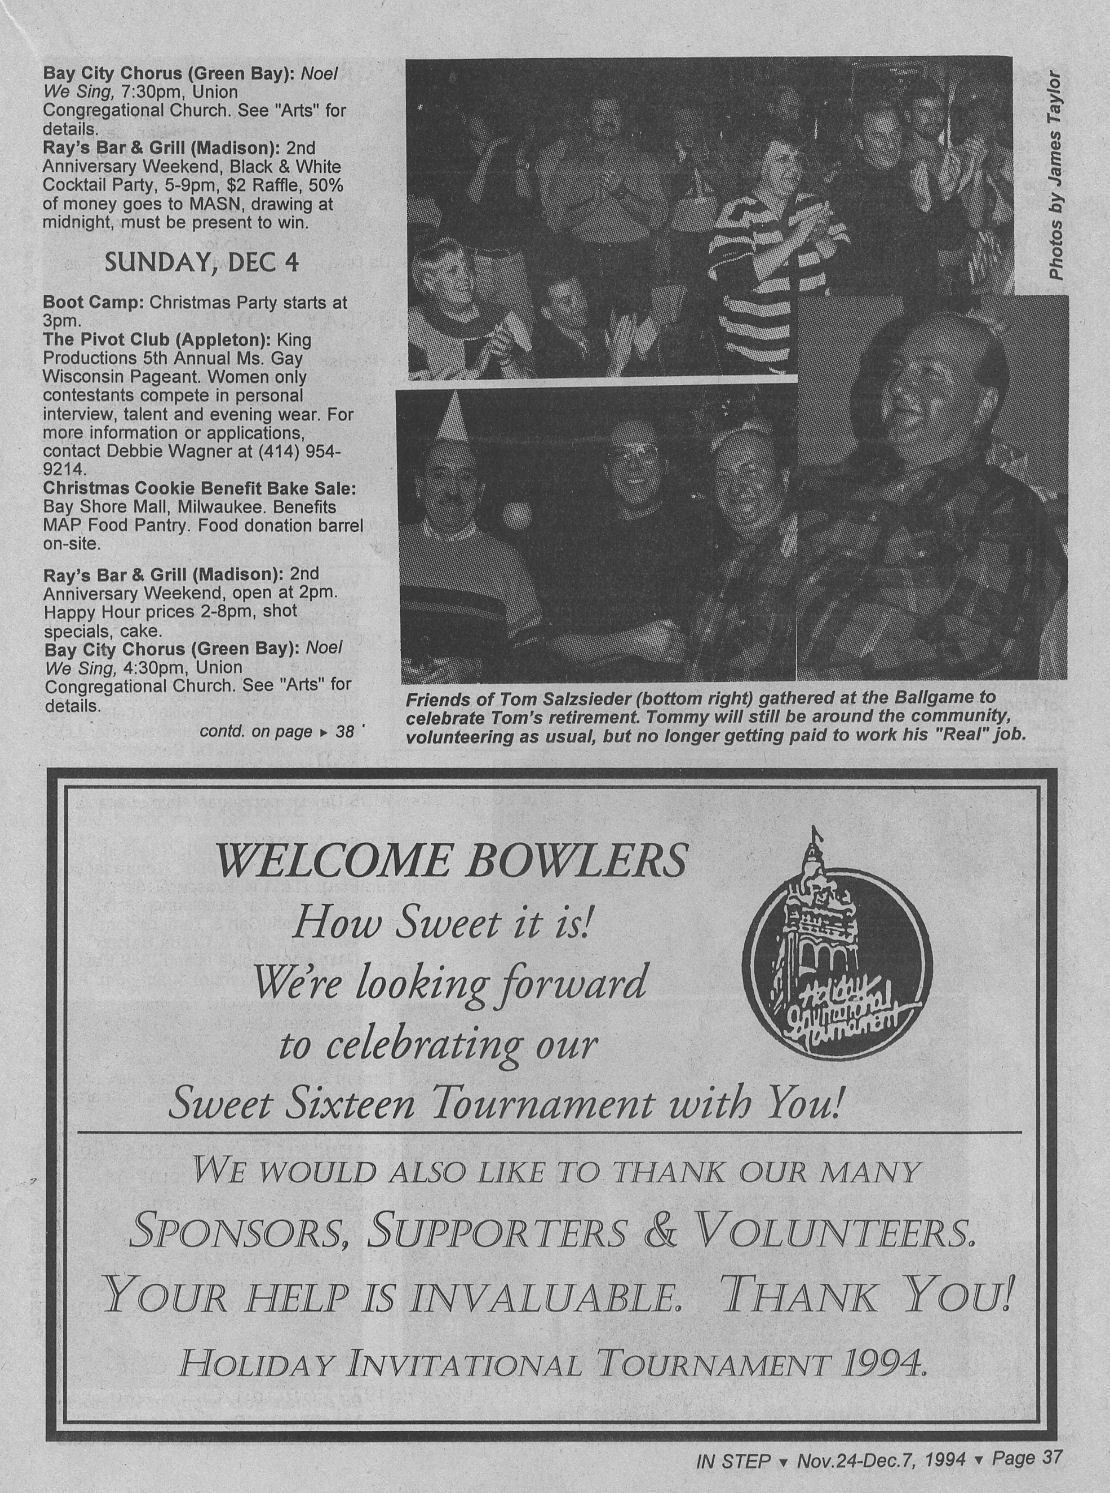 Bay City Chorus (Green Bay): Noel
We Sing, 7:30pm, Union
Congregational Church. See "Arts" for
details.
Ray's Bar & Grill (Madison): 2nd
Anniversary Weekend, Black & White
Cocktail Party, 5-9pm, $2 Raffle, 50%
of money goes to MASN, drawing at
midnight, must be present to win.
SUNDAY, DEC 4
Boot Camp: Christmas Party starts at
3pm.
The Pivot Club (Appleton): King
Productions 5th Annual Ms. Gay
Wisconsin Pageant. Women only
contestants compete in personal
interview, talent and evening wear. For
more information or applications,
contact Debbie Wagner at (414) 954-
9214.
Christmas Cookie Benefit Bake Sale:
Bay Shore Mall, Milwaukee. Benefits
MAP Food Pantry. Food donation barrel
on-site.
Ray's Bar & Grill (Madison): 2nd
Anniversary Weekend, open at 2pm.
Happy Hour prices 2-8pm, shot
specials, cake.
Bay City Chorus (Green Bay): Noel
We Sing, 4:30pm, Union
Congregational Church. See "Arts" for
details.
contd. on page ▸ 38
Photos by James Taylor
Friends of Tom Salzsieder (bottom right) gathered at the Ballgame to
celebrate Tom's retirement. Tommy will still be around the community,
volunteering as usual, but no longer getting paid to work his "Real" job.
WELCOME BOWLERS
How Sweet it is!
We're looking forward
to celebrating our
Sweet Sixteen Tournament with You!
Holiday
Invitational
Tournament
WE WOULD ALSO LIKE TO THANK OUR MANY
SPONSORS, SUPPORTERS & VOLUNTEERS.
YOUR HELP IS INVALUABLE. THANK YOU!
HOLIDAY INVITATIONAL TOURNAMENT 1994.
IN STEP ▾ Nov.24-Dec.7, 1994 ▾ Page 37